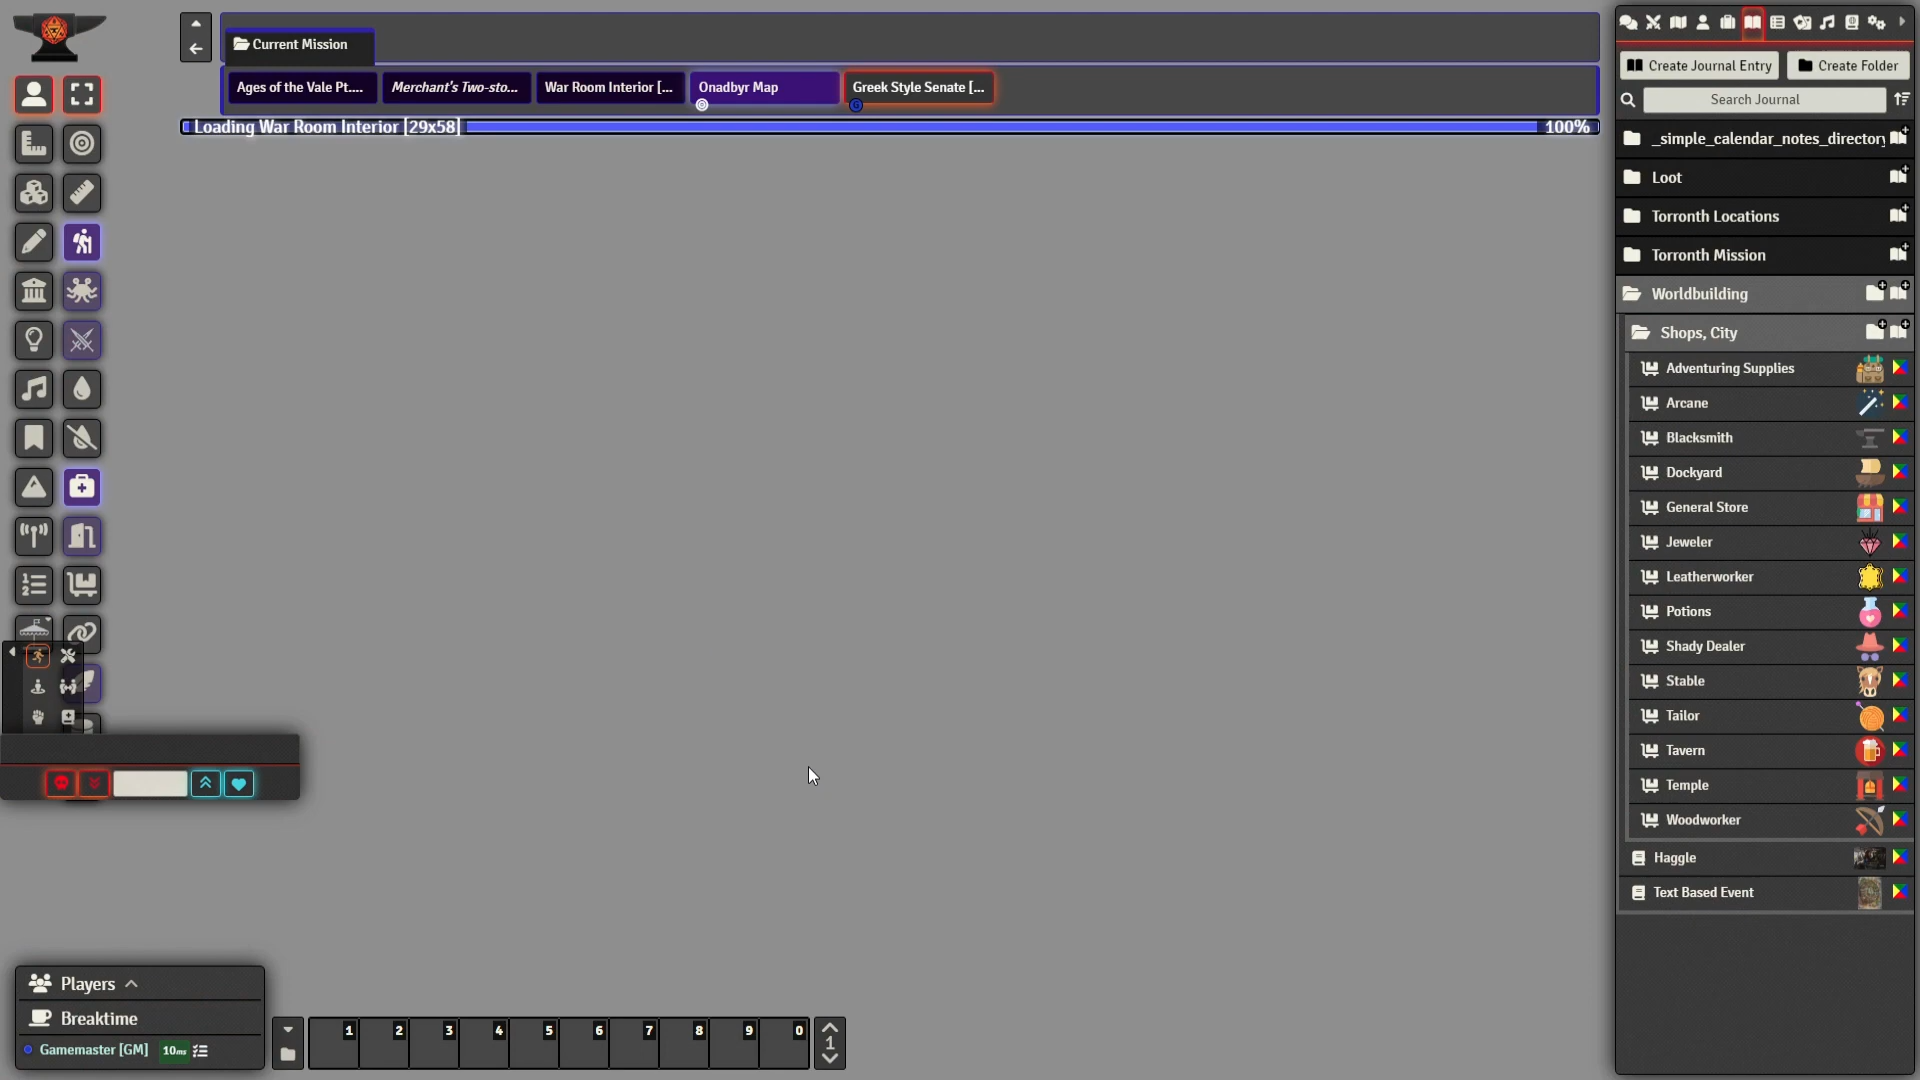 Current Mission
Ages of the Vale Pt....
Merchant's Two-sto...
War Room Interior [...
Onadbyr Map
Greek Style Senate [...
G
Loading War Room Interior [29x58]
100%
Create Journal Entry
Create Folder
Search Journal
_simple_calendar_notes_directory
Loot
Torronth Locations
Torronth Mission
Worldbuilding
Shops, City
Adventuring Supplies
Arcane
Blacksmith
Dockyard
General Store
Jeweler
Leatherworker
Potions
Shady Dealer
Stable
Tailor
Tavern
Temple
Woodworker
Haggle
Text Based Event
Players
Breaktime
Gamemaster [GM] 10ms
1 2 3 4 5 6 7 8 9 0
1